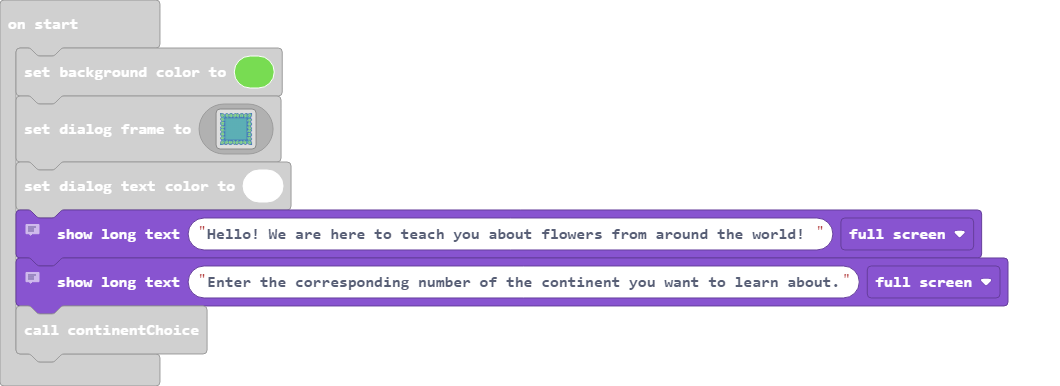 on start
set background color to
set dialog frame to
set dialog text color to
show long text "Hello! We are here to teach you about flowers from around the world! " full screen
show long text "Enter the corresponding number of the continent you want to learn about." full screen
call continentChoice